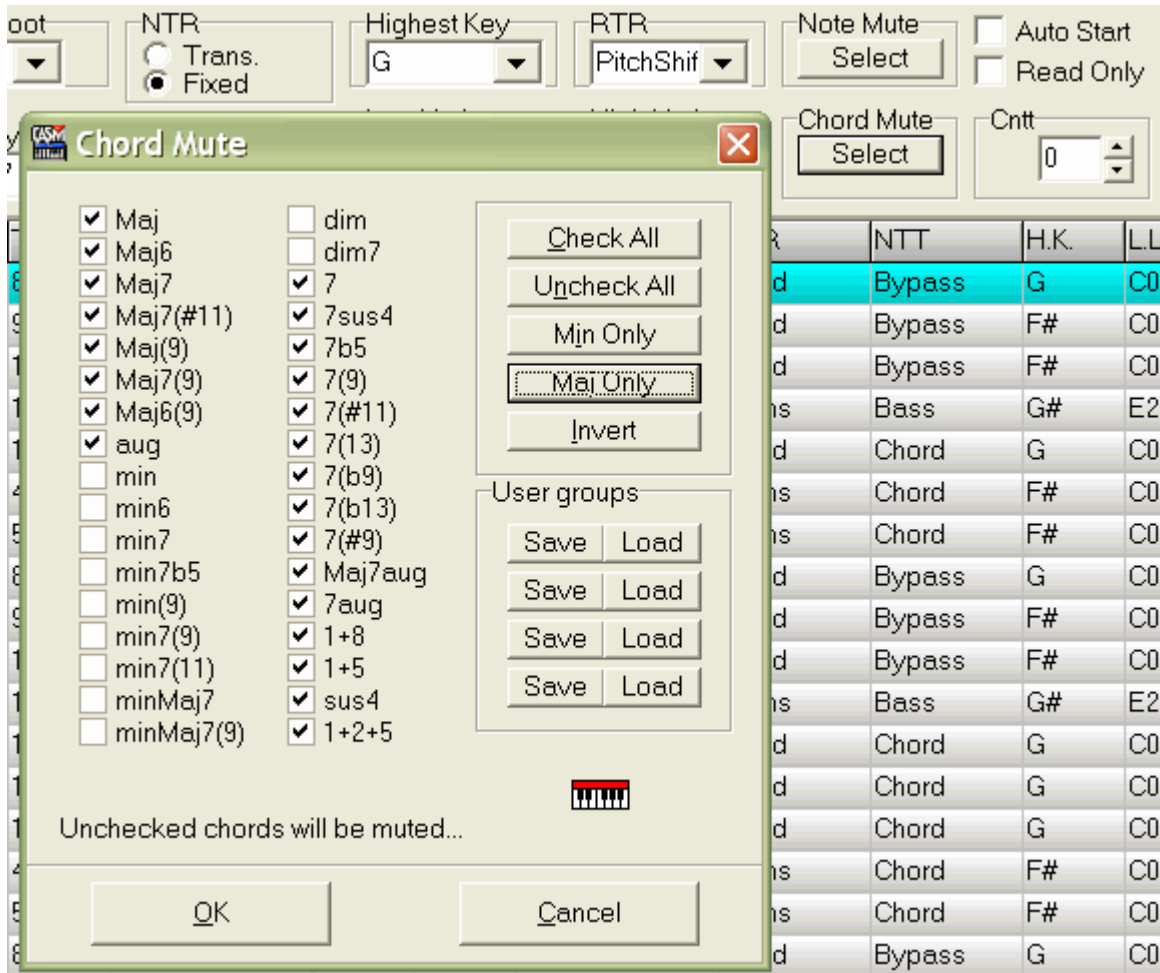 oot
NTR
Trans.
Fixed
Highest Key
G
RTR
PitchShif
Note Mute
Select
Auto Start
Read Only
Chord Mute
Select
Cntt
0
CASM
Chord Mute
Maj
Maj6
Maj7
Maj7(#11)
Maj(9)
Maj7(9)
Maj6(9)
aug
min
min6
min7
min7b5
min(9)
min7(9)
min7(11)
minMaj7
minMaj7(9)
dim
dim7
7
7sus4
7b5
7(9)
7(#11)
7(13)
7(b9)
7(b13)
7(#9)
Maj7aug
7aug
1+8
1+5
sus4
1+2+5
Check All
Uncheck All
Min Only
Maj Only
Invert
User groups
Save Load
Save Load
Save Load
Save Load
Unchecked chords will be muted...
OK
Cancel
R NTT H.K. L.L
d Bypass G C0
d Bypass F# C0
d Bypass F# C0
ns Bass G# E2
d Chord G C0
ns Chord F# C0
ns Chord F# C0
d Bypass G C0
d Bypass F# C0
d Bypass F# C0
ns Bass G# E2
d Chord G C0
d Chord G C0
d Chord G C0
ns Chord F# C0
ns Chord F# C0
d Bypass G C0